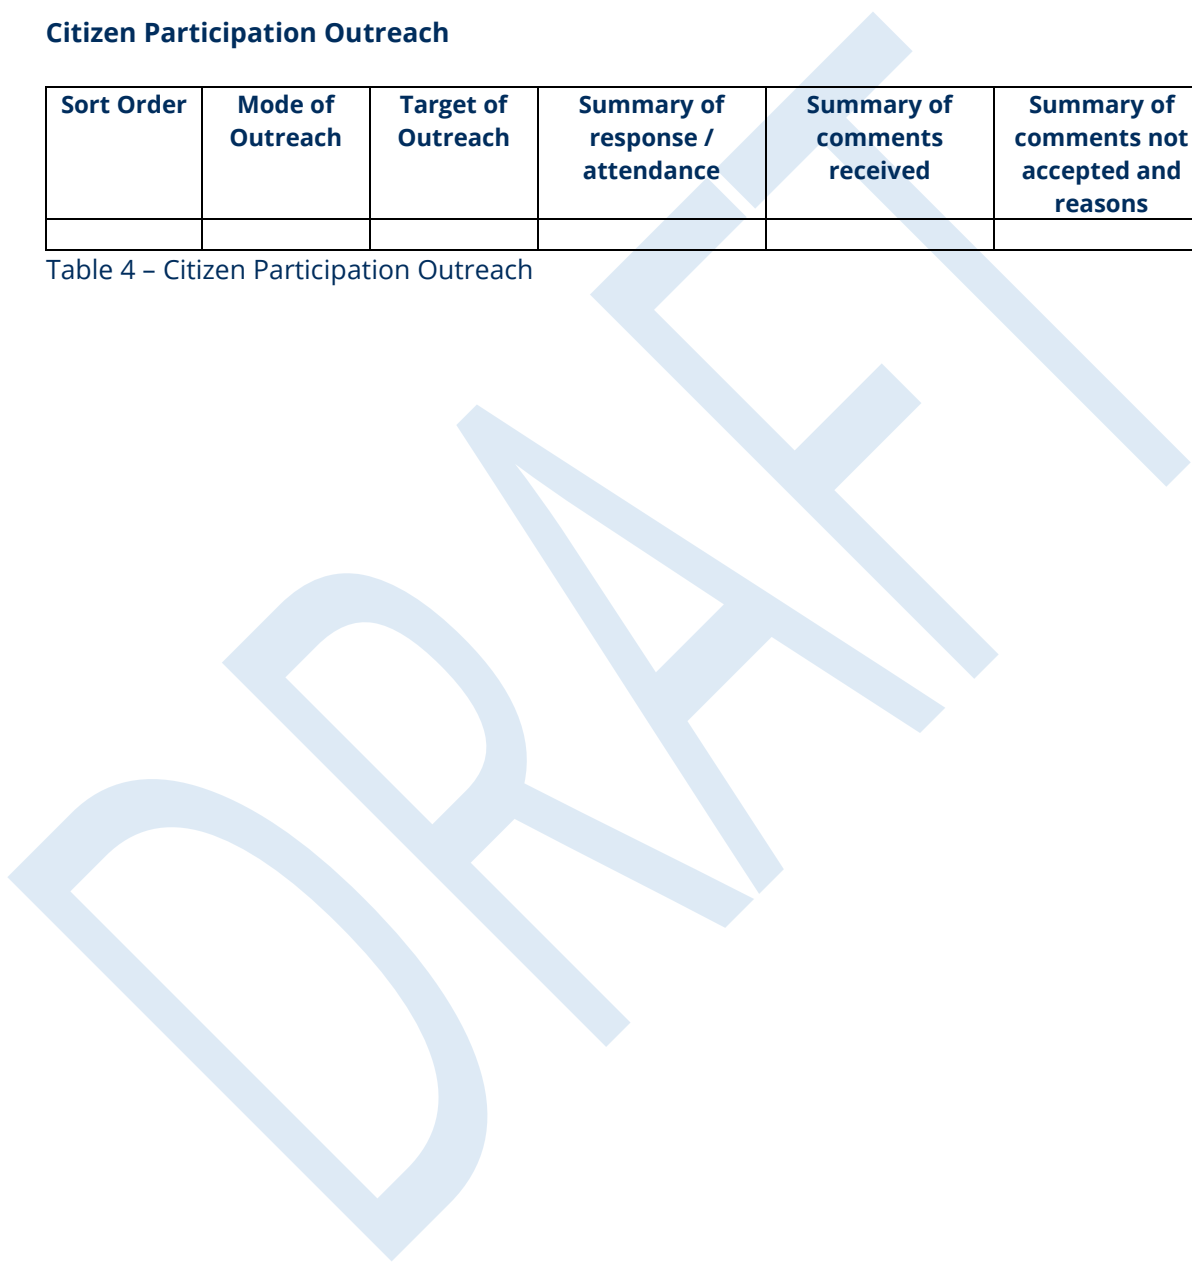 Citizen Participation Outreach
Sort Order
Mode of
Outreach
Target of
Outreach
Summary of
response /
attendance
Summary of
comments
received
Summary of
comments not
accepted and
reasons
Table 4 – Citizen Participation Outreach
DRAFT